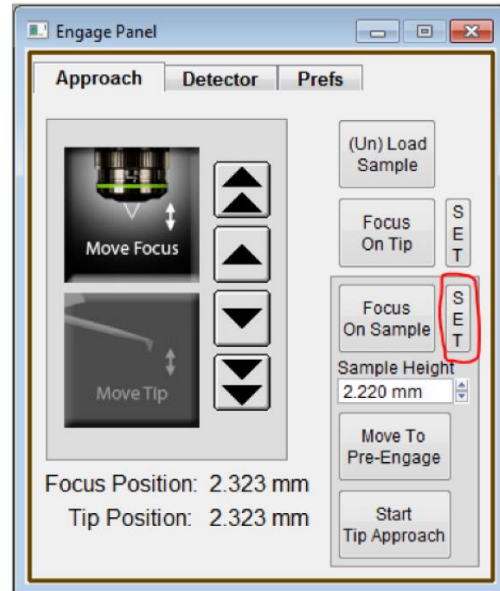 Engage Panel
Approach Detector Prefs
Move Focus
Move Tip
Focus Position: 2.323 mm
Tip Position: 2.323 mm
(Un) Load
Sample
Focus
On Tip
S
E
T
Focus
On Sample
S
E
T
Sample Height
2.220 mm
Move To
Pre-Engage
Start
Tip Approach